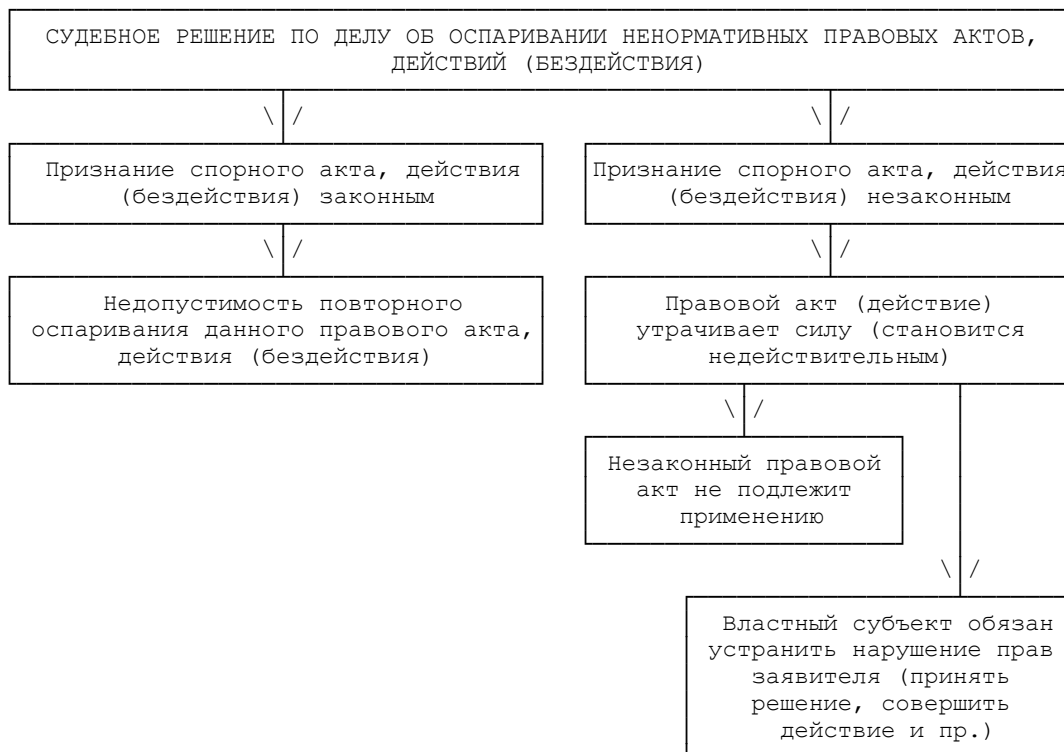 СУДЕБНОЕ РЕШЕНИЕ ПО ДЕЛУ ОБ ОСПАРИВАНИИ НЕНОРМАТИВНЫХ ПРАВОВЫХ АКТОВ,
ДЕЙСТВИЙ (БЕЗДЕЙСТВИЯ)
Признание спорного акта, действия
(бездействия) законным
Признание спорного акта, действия
(бездействия) незаконным
Недопустимость повторного
оспаривания данного правового акта,
действия (бездействия)
Правовой акт (действие)
утрачивает силу (становится
недействительным)
Незаконный правовой
акт не подлежит
применению
Властный субъект обязан
устранить нарушение прав
заявителя (принять
решение, совершить
действие и пр.)